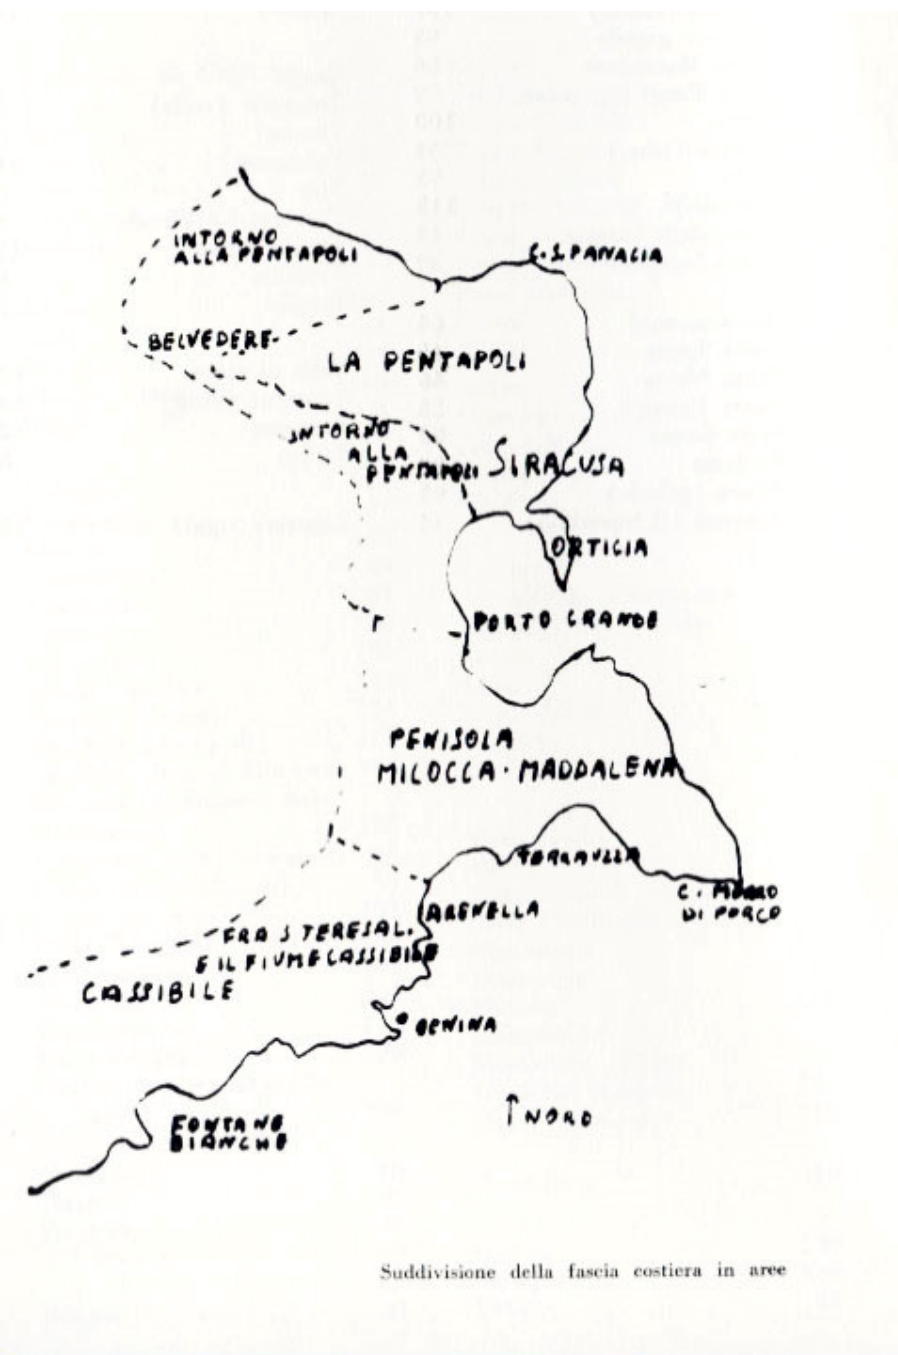 INTORNO
ALLA PENTAPOLI
C. S. PANAGIA
BELVEDERE
LA PENTAPOLI
INTORNO
ALLA
PENTAPOLI
SIRACUSA
ORTIGIA
PORTO GRANDE
PENISOLA
MILOCCA - MADDALENA
TERRAUZZA
C. MURRO
DI PORCO
ARENELLA
FRA S TERESA L.
E IL FIUME CASSIBILE
CASSIBILE
OGNINA
NORD
FONTANE
BIANCHE
Suddivisione della fascia costiera in aree